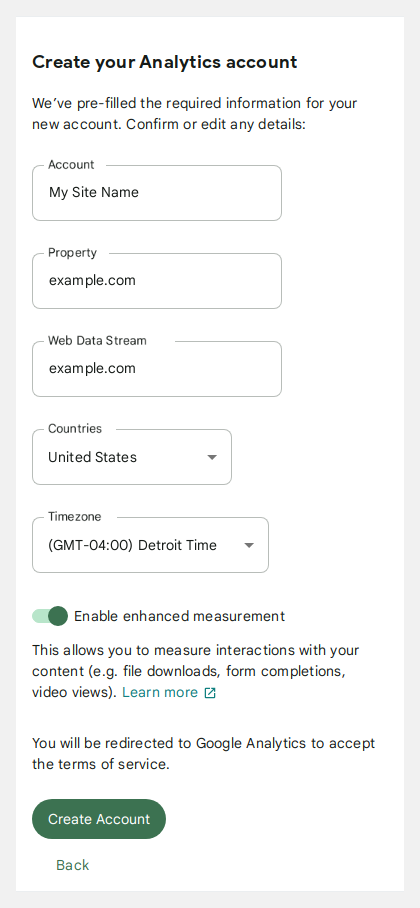 Create your Analytics account
We’ve pre-filled the required information for your
new account. Confirm or edit any details:
Account
My Site Name
Property
example.com
Web Data Stream
example.com
Countries
United States
Timezone
(GMT-04:00) Detroit Time
Enable enhanced measurement
This allows you to measure interactions with your
content (e.g. file downloads, form completions,
video views). Learn more
You will be redirected to Google Analytics to accept
the terms of service.
Create Account
Back